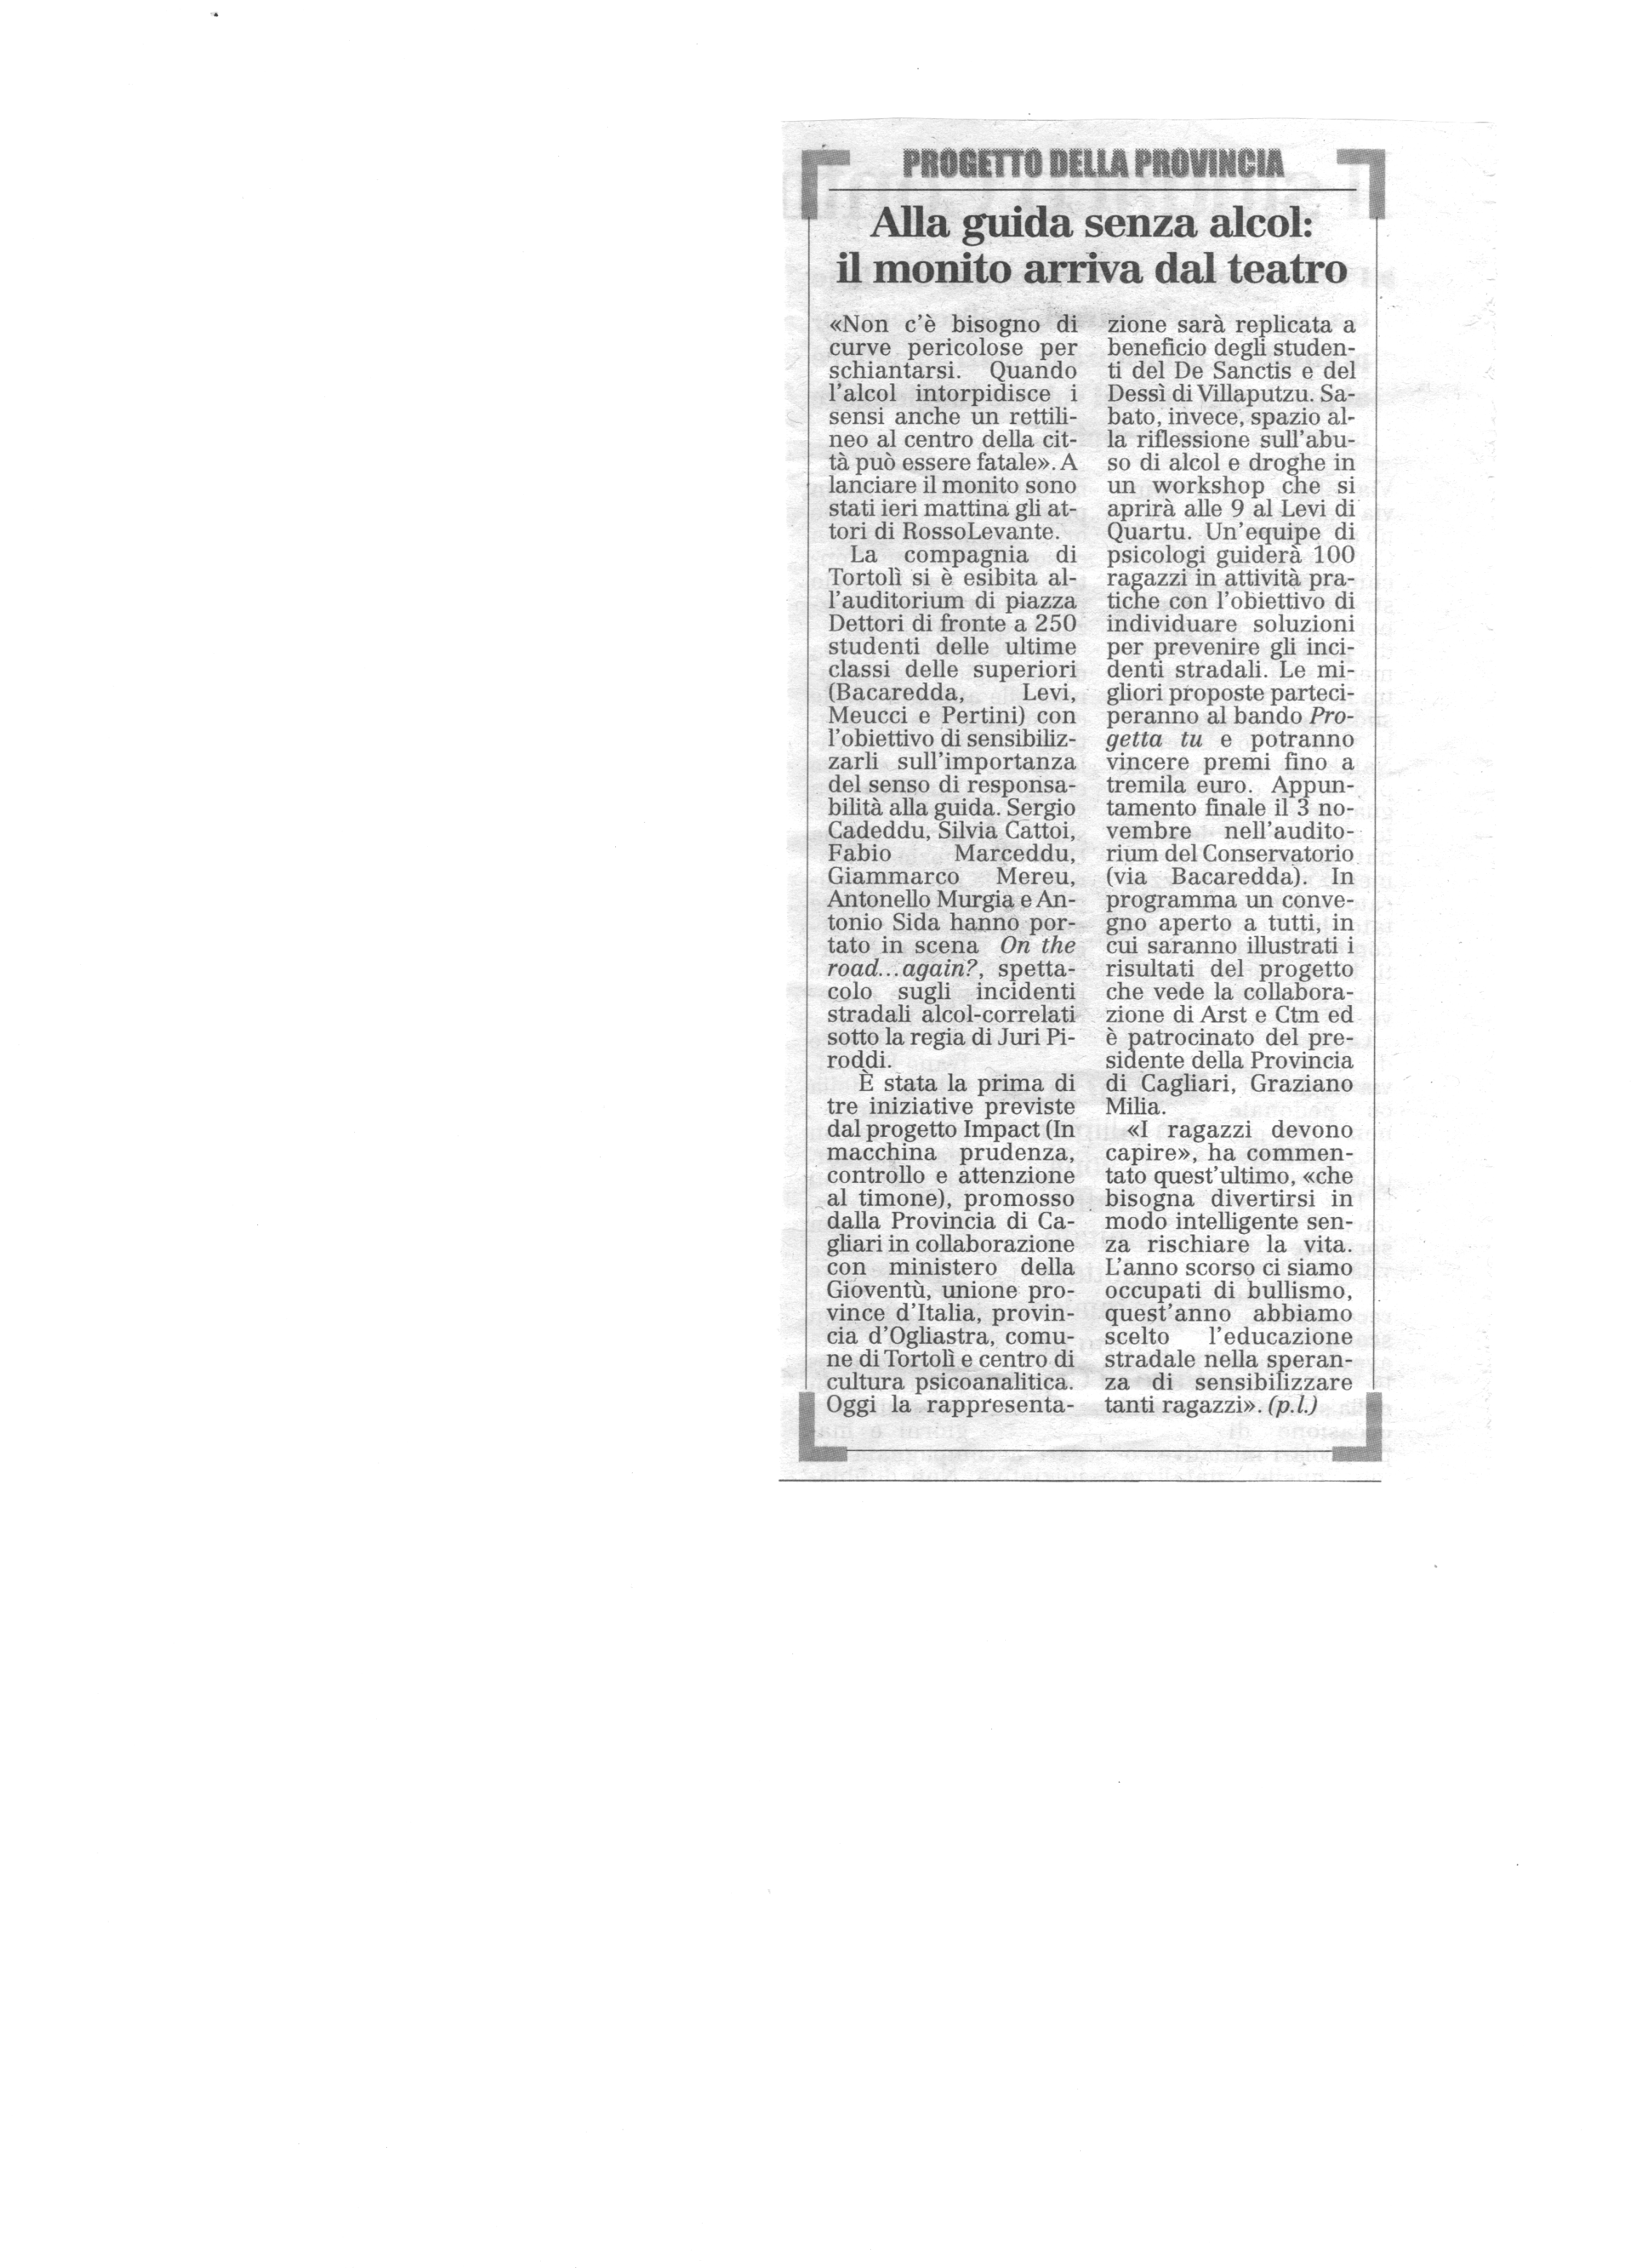 PROGETTO DELLA PROVINCIA
Alla guida senza alcol:
il monito arriva dal teatro
«Non c'è bisogno di
curve pericolose per
schiantarsi. Quando
l'alcol intorpidisce i
sensi anche un rettili-
neo al centro della cit-
tà può essere fatale». A
lanciare il monito sono
stati ieri mattina gli at-
tori di RossoLevante.
La compagnia di
Tortolì si è esibita al-
l'auditorium di piazza
Dettori di fronte a 250
studenti delle ultime
classi delle superiori
(Bacaredda, Levi,
Meucci e Pertini) con
l'obiettivo di sensibiliz-
zarli sull'importanza
del senso di responsa-
bilità alla guida. Sergio
Cadeddu, Silvia Cattoi,
Fabio Marceddu,
Giammarco Mereu,
Antonello Murgia e An-
tonio Sida hanno por-
tato in scena On the
road...again?, spetta-
colo sugli incidenti
stradali alcol-correlati
sotto la regia di Juri Pi-
roddi.
È stata la prima di
tre iniziative previste
dal progetto Impact (In
macchina prudenza,
controllo e attenzione
al timone), promosso
dalla Provincia di Ca-
gliari in collaborazione
con ministero della
Gioventù, unione pro-
vince d'Italia, provin-
cia d'Ogliastra, comu-
ne di Tortolì e centro di
cultura psicoanalitica.
Oggi la rappresenta-
zione sarà replicata a
beneficio degli studen-
ti del De Sanctis e del
Dessì di Villaputzu. Sa-
bato, invece, spazio al-
la riflessione sull'abu-
so di alcol e droghe in
un workshop che si
aprirà alle 9 al Levi di
Quartu. Un'equipe di
psicologi guiderà 100
ragazzi in attività pra-
tiche con l'obiettivo di
individuare soluzioni
per prevenire gli inci-
denti stradali. Le mi-
gliori proposte parteci-
peranno al bando Pro-
getta tu e potranno
vincere premi fino a
tremila euro. Appun-
tamento finale il 3 no-
vembre nell'audito-
rium del Conservatorio
(via Bacaredda). In
programma un conve-
gno aperto a tutti, in
cui saranno illustrati i
risultati del progetto
che vede la collabora-
zione di Arst e Ctm ed
è patrocinato del pre-
sidente della Provincia
di Cagliari, Graziano
Milia.
«I ragazzi devono
capire», ha commen-
tato quest'ultimo, «che
bisogna divertirsi in
modo intelligente sen-
za rischiare la vita.
L'anno scorso ci siamo
occupati di bullismo,
quest'anno abbiamo
scelto l'educazione
stradale nella speran-
za di sensibilizzare
tanti ragazzi». (p.l.)